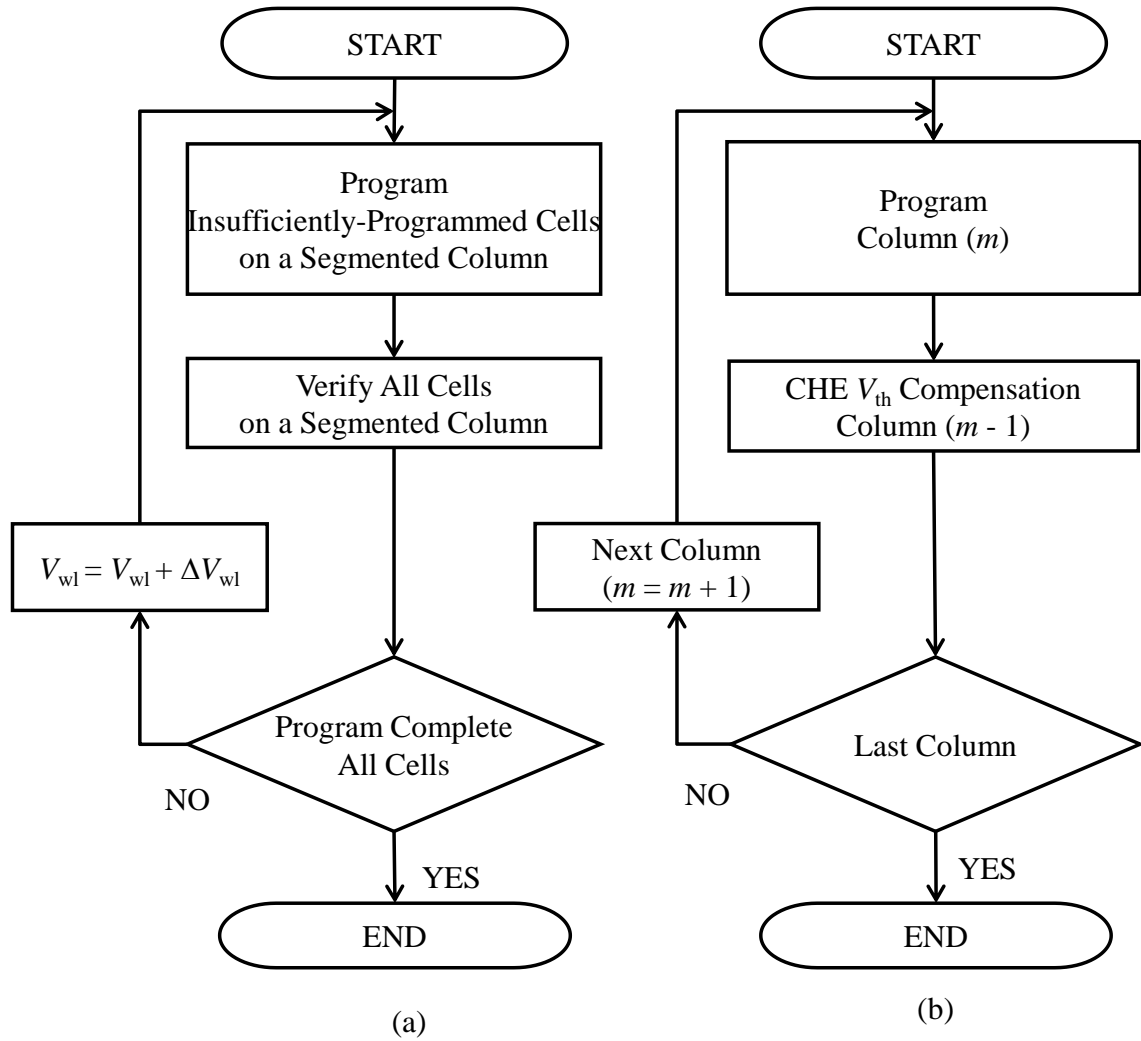 START
Program
Insufficiently-Programmed Cells
on a Segmented Column
Verify All Cells
on a Segmented Column
V_wl = V_wl + ΔV_wl
Program Complete
All Cells
NO
YES
END
(a)
START
Program
Column (m)
CHE V_th Compensation
Column (m - 1)
Next Column
(m = m + 1)
Last Column
NO
YES
END
(b)